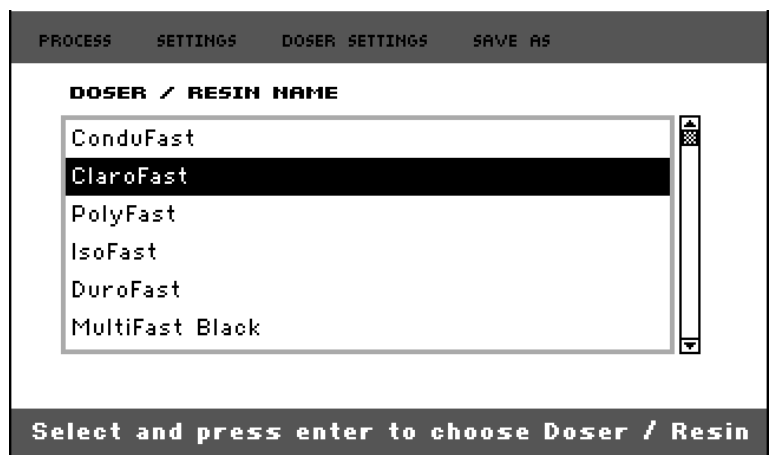 PROCESS SETTINGS DOSER SETTINGS SAVE AS
DOSER / RESIN NAME
ConduFast
ClaroFast
PolyFast
IsoFast
DuroFast
MultiFast Black
Select and press enter to choose Doser / Resin